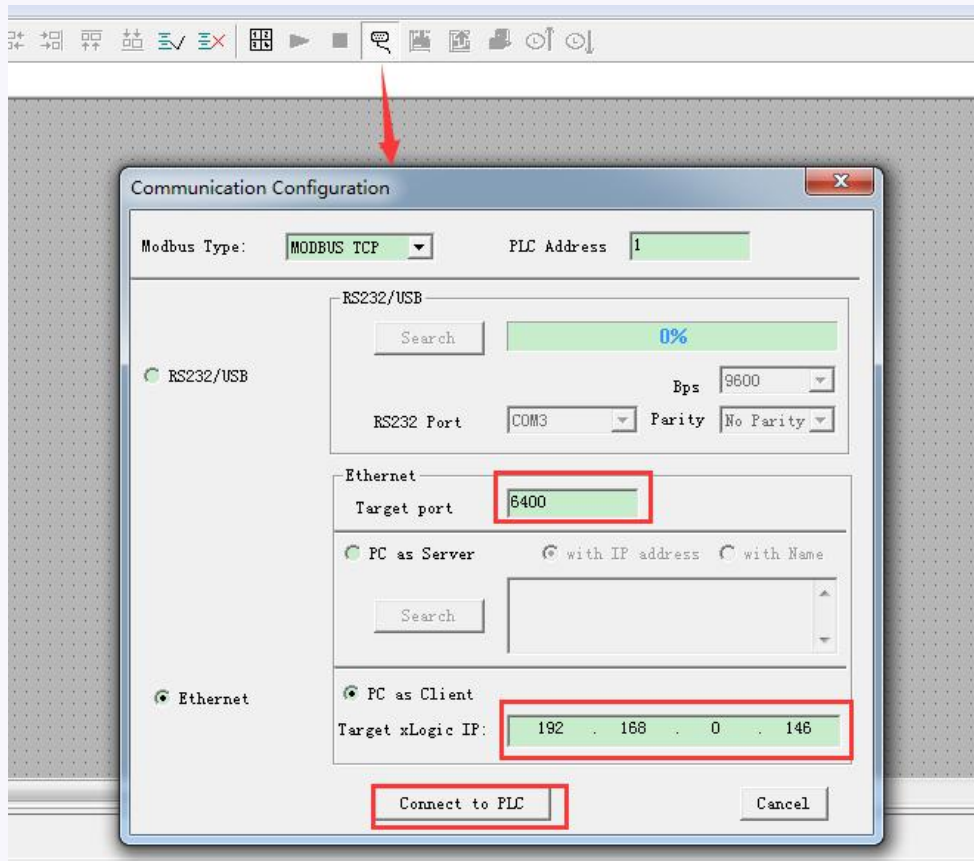 Communication Configuration
Modbus Type: MODBUS TCP PLC Address 1
RS232/USB
Search 0%
RS232/USB
Bps 9600
RS232 Port COM3 Parity No Parity
Ethernet
Target port 6400
PC as Server with IP address with Name
Search
Ethernet
PC as Client
Target xLogic IP: 192 . 168 . 0 . 146
Connect to PLC Cancel